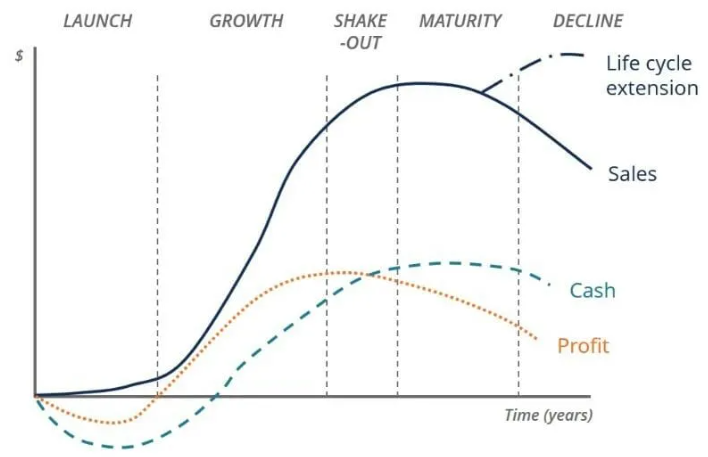 LAUNCH
GROWTH
SHAKE
-OUT
MATURITY
DECLINE
$
Life cycle
extension
Sales
Cash
Profit
Time (years)